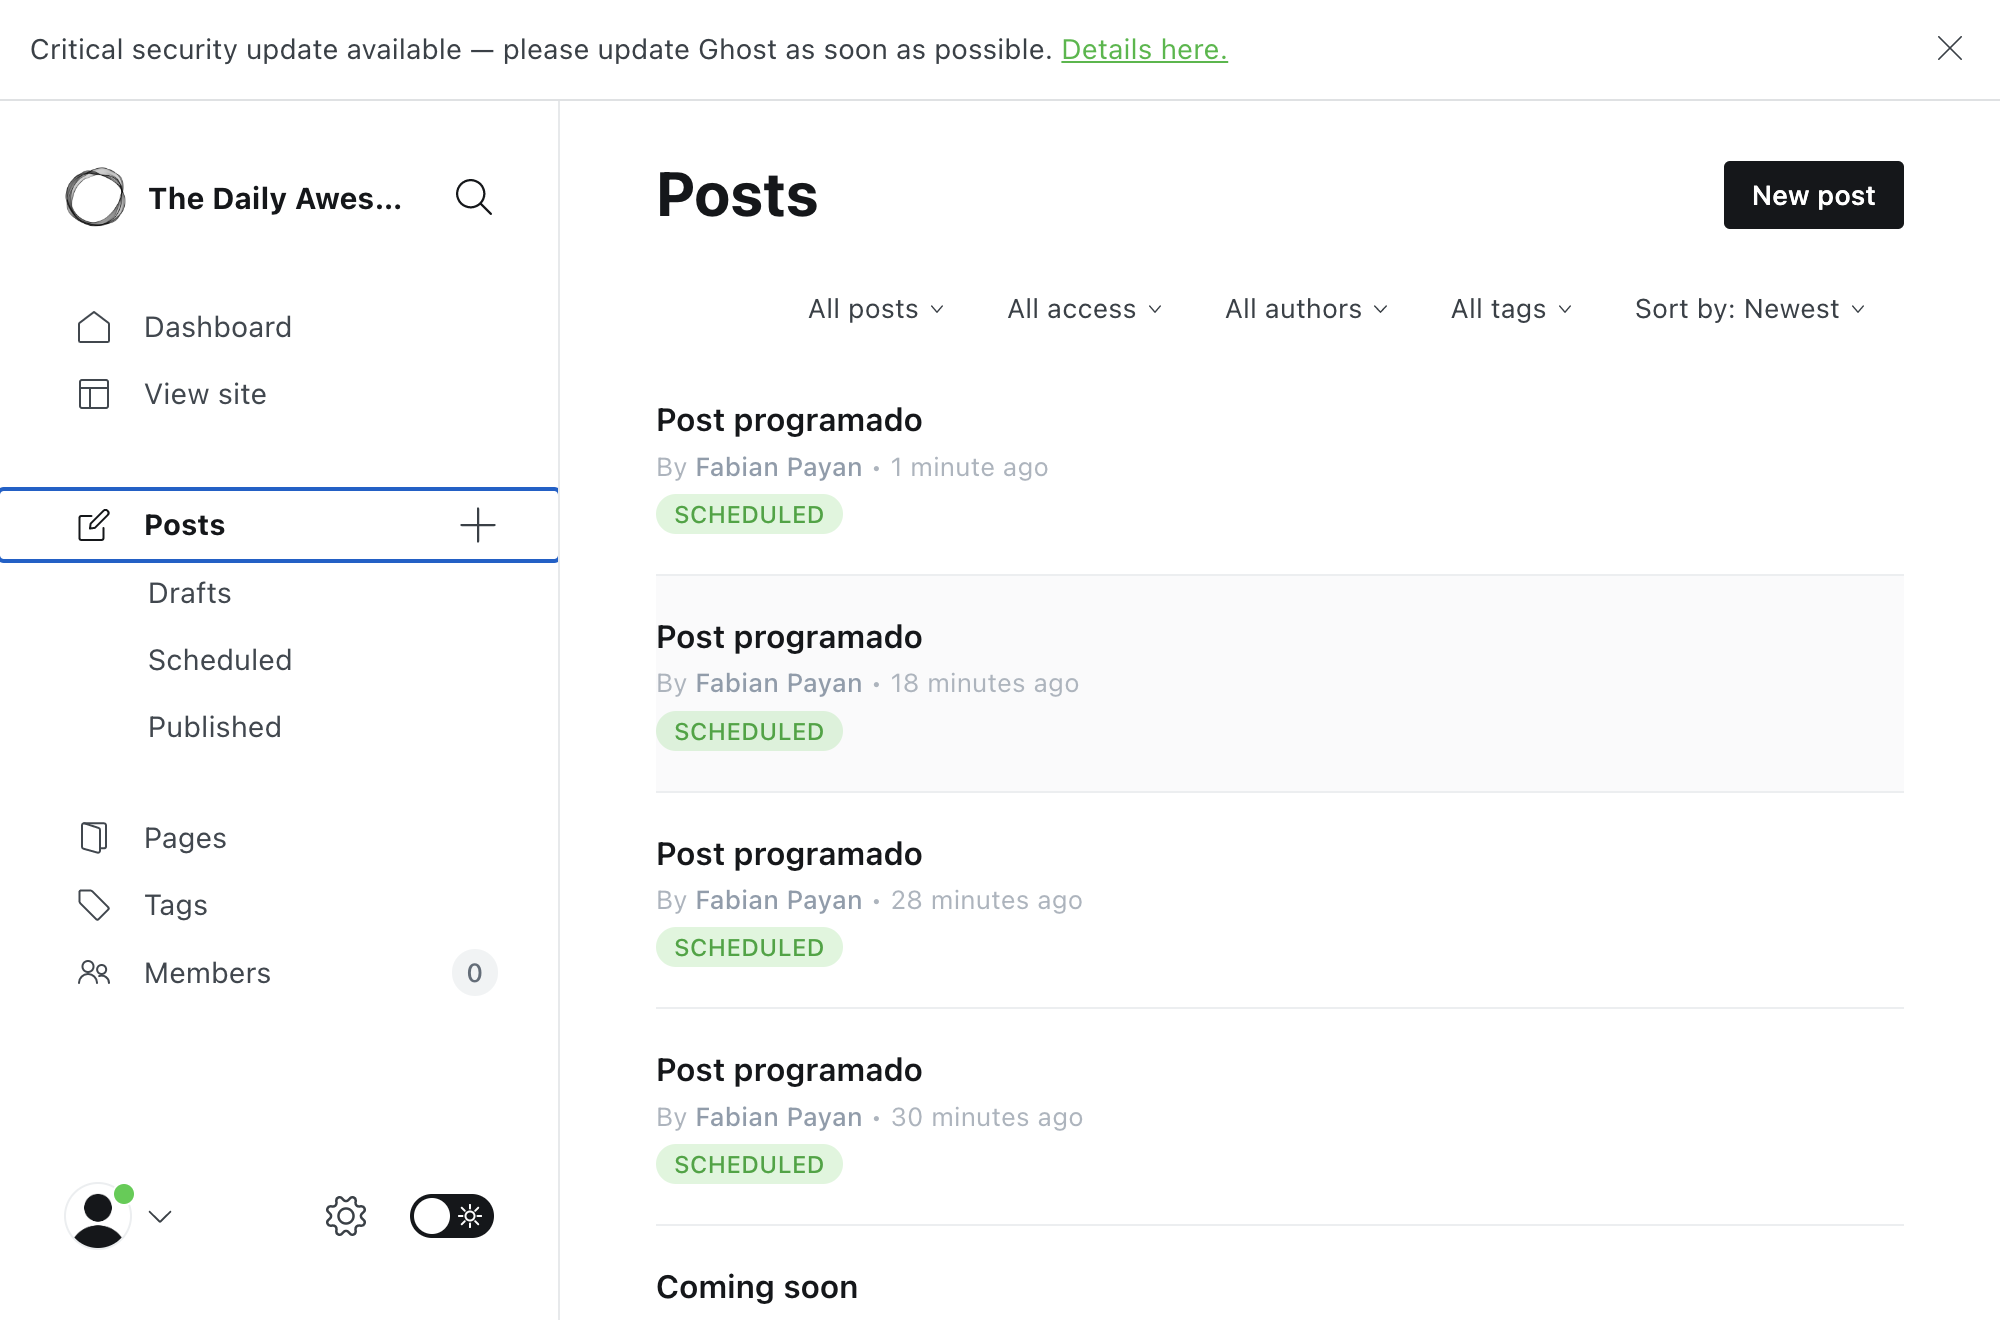 Critical security update available — please update Ghost as soon as possible. Details here.
The Daily Awes...
Dashboard
View site
Posts
Drafts
Scheduled
Published
Pages
Tags
Members 0
Posts
New post
All posts All access All authors All tags Sort by: Newest
Post programado
By Fabian Payan • 1 minute ago
SCHEDULED
Post programado
By Fabian Payan • 18 minutes ago
SCHEDULED
Post programado
By Fabian Payan • 28 minutes ago
SCHEDULED
Post programado
By Fabian Payan • 30 minutes ago
SCHEDULED
Coming soon